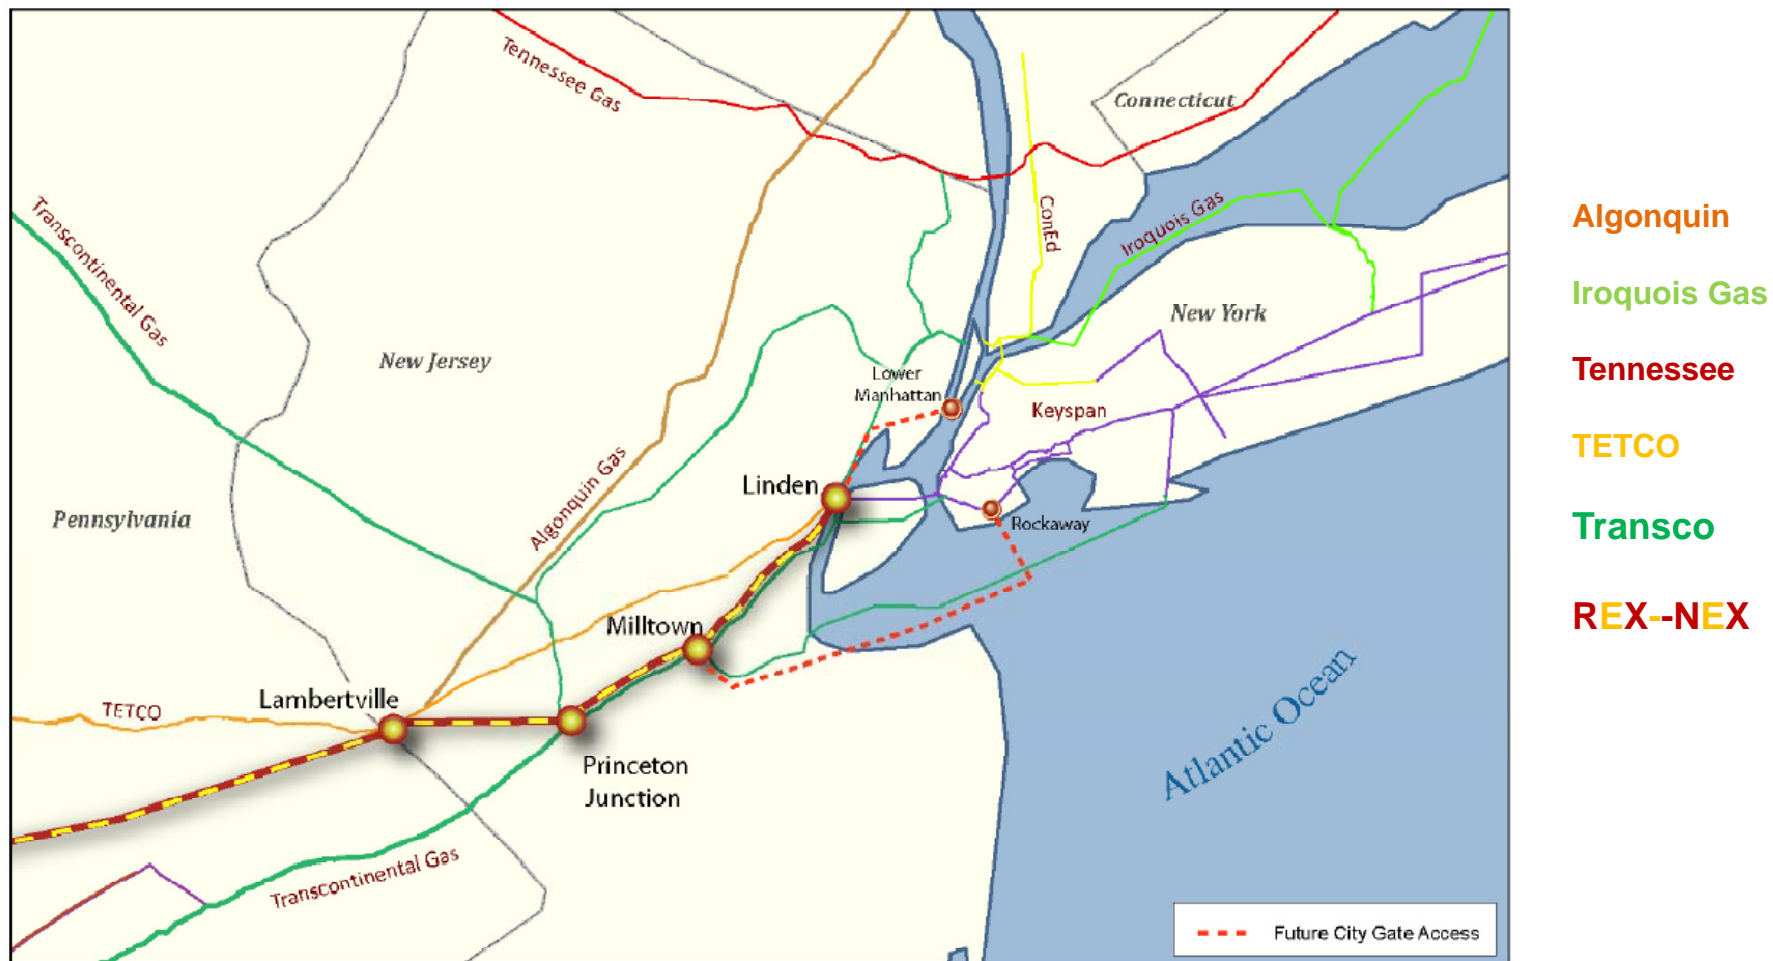 Tennessee Gas
Connecticut
Transcontinental Gas
ConEd
Iroquois Gas
New York
New Jersey
Lower
Manhattan
Keyspan
Algonquin Gas
Linden
Pennsylvania
Rockaway
Milltown
Lambertville
TETCO
Princeton
Junction
Atlantic Ocean
Transcontinental Gas
Future City Gate Access
Algonquin
Iroquois Gas
Tennessee
TETCO
Transco
REX--NEX